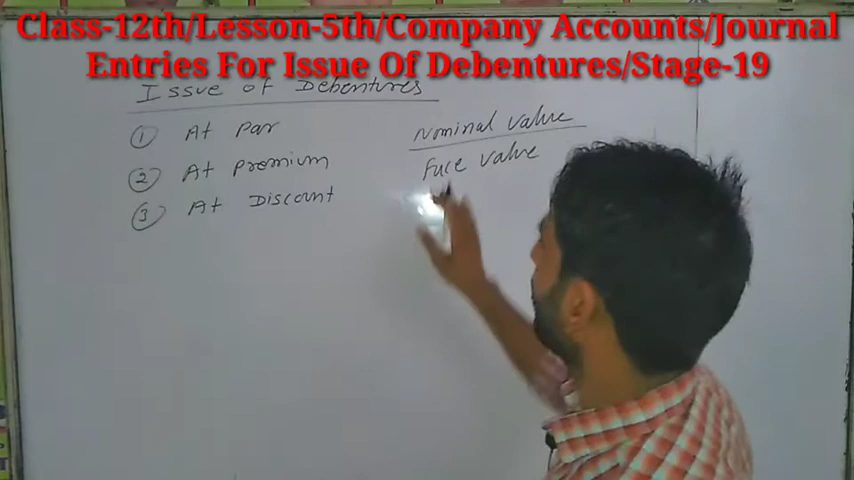 Class-12th/Lesson-5th/Company Accounts/Journal
Entries For Issue Of Debentures/Stage-19
Issue of Debentures
① At Par
② At Premium
③ At Discount
Nominal Value
Face Value